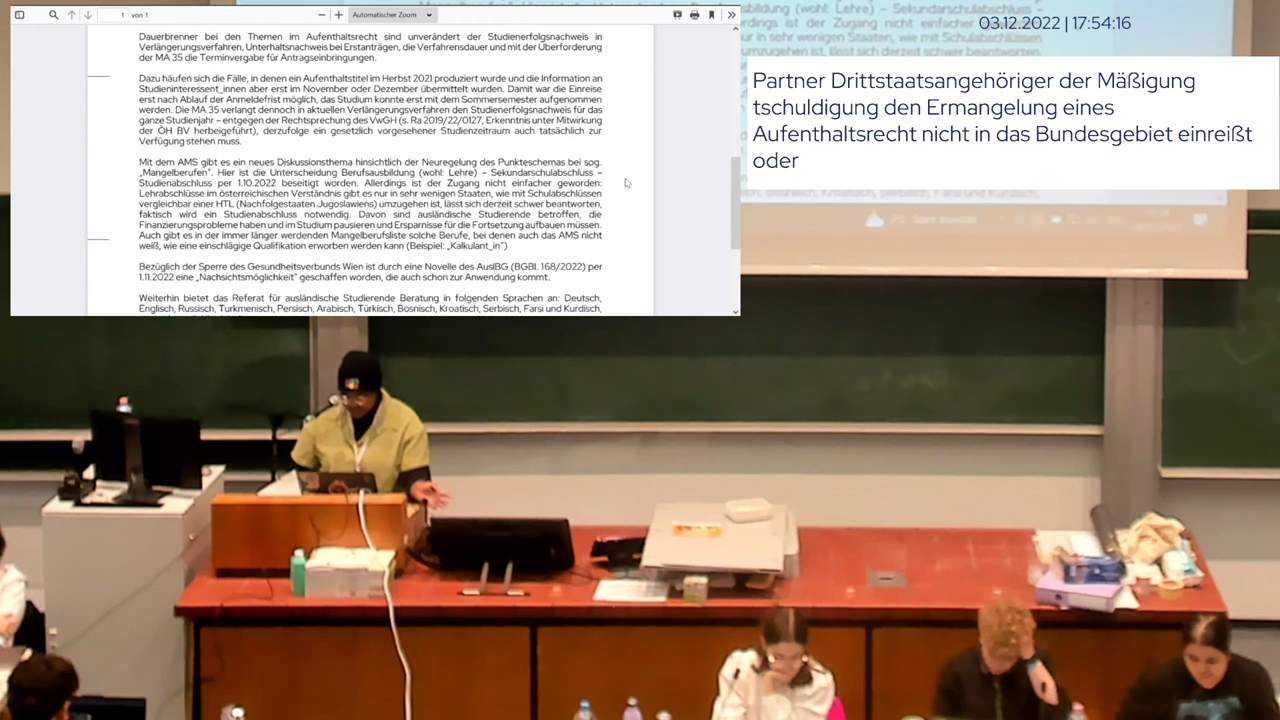 1 von 1
Automatischer Zoom
Dauerbrenner bei den Themen im Aufenthaltsrecht sind unverändert der Studienerfolgsnachweis in
Verlängerungsverfahren, Unterhaltsnachweis bei Erstanträgen, die Verfahrensdauer und mit der Überforderung
der MA 35 die Terminvergabe für Antragseinbringungen.
Dazu häufen sich die Fälle, in denen ein Aufenthaltstitel im Herbst 2021 produziert wurde und die Information an
Studieninteressent_innen aber erst im November oder Dezember übermittelt wurden. Damit war die Einreise
erst nach Ablauf der Anmeldefrist möglich, das Studium konnte erst mit dem Sommersemester aufgenommen
werden. Die MA 35 verlangt dennoch in aktuellen Verlängerungsverfahren den Studienerfolgsnachweis für das
ganze Studienjahr – entgegen der Rechtsprechung des VwGH (s. Ra 2019/22/0127, Erkenntnis unter Mitwirkung
der ÖH BV herbeigeführt), derzufolge ein gesetzlich vorgesehener Studienzeitraum auch tatsächlich zur
Verfügung stehen muss.
Mit dem AMS gibt es ein neues Diskussionsthema hinsichtlich der Neuregelung des Punkteschemas bei sog.
„Mangelberufen". Hier ist die Unterscheidung Berufsausbildung (wohl: Lehre) – Sekundarschulabschluss –
Studienabschluss per 1.10.2022 beseitigt worden. Allerdings ist der Zugang nicht einfacher geworden:
Lehrabschlüsse im österreichischen Verständnis gibt es nur in sehr wenigen Staaten, wie mit Schulabschlüssen
vergleichbar einer HTL (Nachfolgestaaten Jugoslawiens) umzugehen ist, lässt sich derzeit schwer beantworten,
faktisch wird ein Studienabschluss notwendig. Davon sind ausländische Studierende betroffen, die
Finanzierungsprobleme haben und im Studium pausieren und Ersparnisse für die Fortsetzung aufbauen müssen.
Auch gibt es in der immer länger werdenden Mangelberufsliste solche Berufe, bei denen auch das AMS nicht
weiß, wie eine einschlägige Qualifikation erworben werden kann (Beispiel: „Kalkulant_in")
Bezüglich der Sperre des Gesundheitsverbunds Wien ist durch eine Novelle des AuslBG (BGBl. 168/2022) per
1.11.2022 eine „Nachsichtsmöglichkeit" geschaffen worden, die auch schon zur Anwendung kommt.
Weiterhin bietet das Referat für ausländische Studierende Beratung in folgenden Sprachen an: Deutsch,
Englisch, Russisch, Turkmenisch, Persisch, Arabisch, Türkisch, Bosnisch, Kroatisch, Serbisch, Farsi und Kurdisch,
03.12.2022 | 17:54:16
Partner Drittstaatsangehöriger der Mäßigung
tschuldigung den Ermangelung eines
Aufenthaltsrecht nicht in das Bundesgebiet einreißt
oder